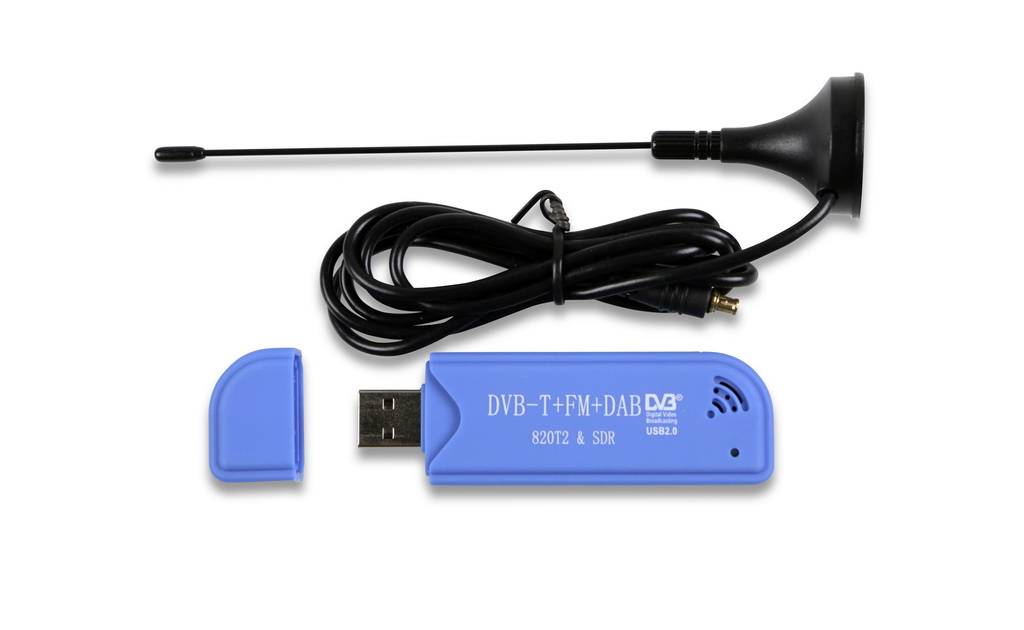 DVB-T+FM+DAB
DVB®
Digital Video
Broadcasting
820T2 & SDR
USB2.0